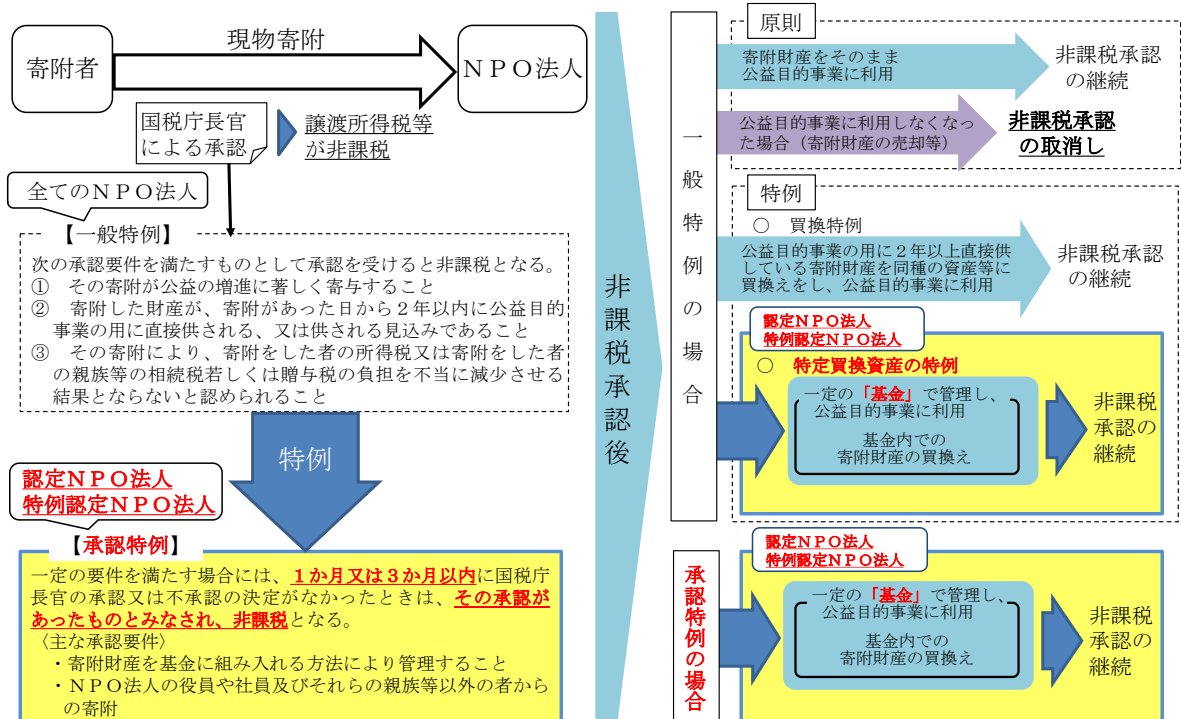 寄附者
現物寄附
ＮＰＯ法人
国税庁長官
による承認
譲渡所得税等
が非課税
全てのＮＰＯ法人
【一般特例】
次の承認要件を満たすものとして承認を受けると非課税となる。
①　その寄附が公益の増進に著しく寄与すること
②　寄附した財産が、寄附があった日から２年以内に公益目的
事業の用に直接供される、又は供される見込みであること
③　その寄附により、寄附をした者の所得税又は寄附をした者
の親族等の相続税若しくは贈与税の負担を不当に減少させる
結果とならないと認められること
特例
認定ＮＰＯ法人
特例認定ＮＰＯ法人
【承認特例】
一定の要件を満たす場合には、１か月又は３か月以内に国税庁
長官の承認又は不承認の決定がなかったときは、その承認が
あったものとみなされ、非課税となる。
〈主な承認要件〉
・寄附財産を基金に組み入れる方法により管理すること
・ＮＰＯ法人の役員や社員及びそれらの親族等以外の者から
の寄附
非課税承認後
一般特例の場合
原則
寄附財産をそのまま
公益目的事業に利用
非課税承認
の継続
公益目的事業に利用しなくなっ
た場合（寄附財産の売却等）
非課税承認
の取消し
特例
○　買換特例
公益目的事業の用に２年以上直接供
している寄附財産を同種の資産等に
買換えをし、公益目的事業に利用
非課税承認
の継続
認定ＮＰＯ法人
特例認定ＮＰＯ法人
○　特定買換資産の特例
一定の「基金」で管理し、
公益目的事業に利用
基金内での
寄附財産の買換え
非課税
承認の
継続
承認特例の場合
認定ＮＰＯ法人
特例認定ＮＰＯ法人
一定の「基金」で管理し、
公益目的事業に利用
基金内での
寄附財産の買換え
非課税
承認の
継続